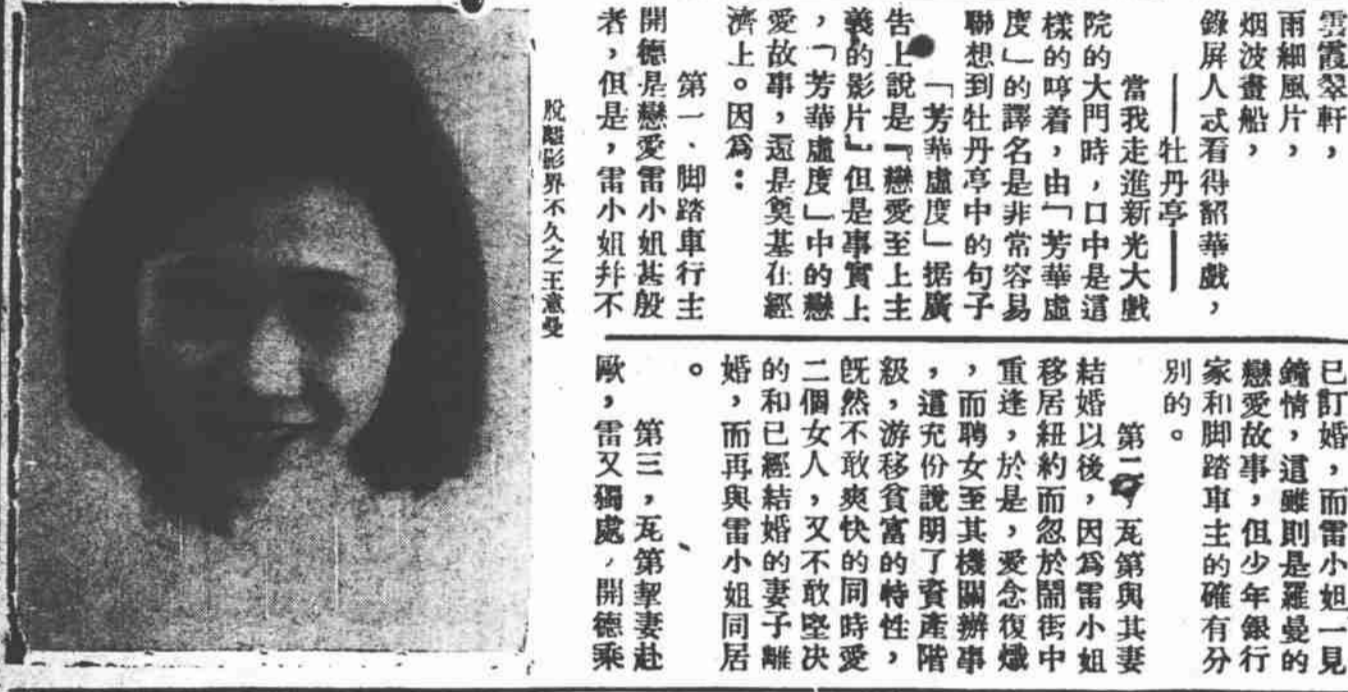 雲霞翠軒，
雨細風片，
烟波畫船，
錄屏人忒看得韶華戲，
——牡丹亭——
當我走進新光大戲
院的大門時，口中是這
樣的哼着，由「芳華虛
度」的譯名是非常容易
聯想到牡丹亭中的句子
「芳華虛度」据廣
告上說是『戀愛至上主
義的影片』但是事實上
，「芳華虛度」中的戀
愛故事，還是奠基在經
濟上。因爲：
第一、脚踏車行主
開德是戀愛雷小姐甚殷
者，但是，雷小姐幷不
脫離影界不久之王意曼
已訂婚，而雷小姐一見
鍾情，這雖則是羅曼的
戀愛故事，但少年銀行
家和脚踏車主的確有分
別的。
第二，瓦第與其妻
結婚以後，因爲雷小姐
移居紐約而忽於鬧街中
重逢，於是，愛念復熾
，而聘女至其機關辦事
，這充份說明了資產階
級，游移貧富的特性，
旣然不敢爽快的同時愛
二個女人，又不敢堅决
的和已經結婚的妻子離
婚，而再與雷小姐同居
。
第三，瓦第挈妻赴
歐，雷又獨處，開德乘